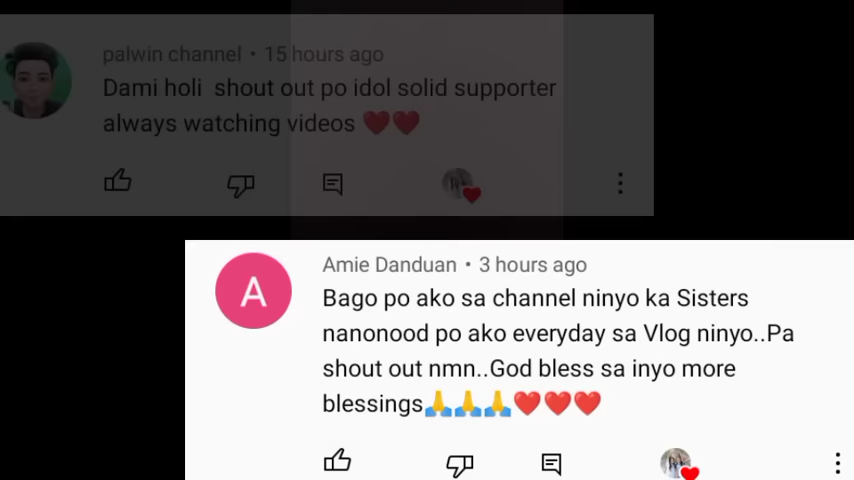 palwin channel • 15 hours ago
Dami holi shout out po idol solid supporter
always watching videos ❤️❤️
A
Amie Danduan • 3 hours ago
Bago po ako sa channel ninyo ka Sisters
nanonood po ako everyday sa Vlog ninyo..Pa
shout out nmn..God bless sa inyo more
blessings🙏🙏🙏❤️❤️❤️